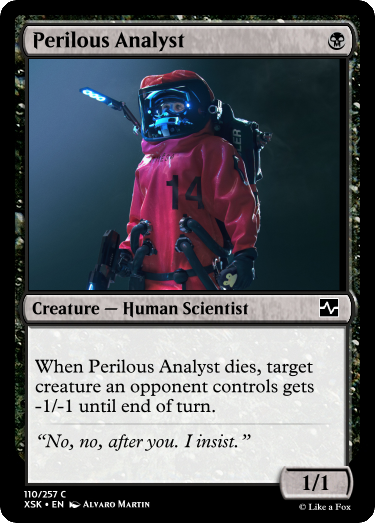 Perilous Analyst
14
Creature — Human Scientist
When Perilous Analyst dies, target
creature an opponent controls gets
-1/-1 until end of turn.
“No, no, after you. I insist.”
1/1
110/257 C
XSK • EN Alvaro Martin
© Like a Fox